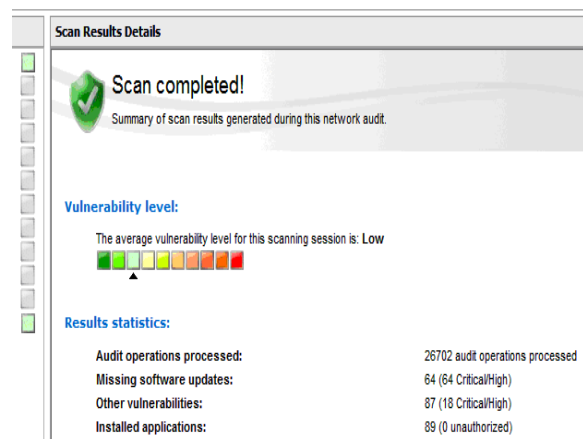 Scan Results Details
Scan completed!
Summary of scan results generated during this network audit.
Vulnerability level:
The average vulnerability level for this scanning session is: Low
Results statistics:
Audit operations processed: 26702 audit operations processed
Missing software updates: 64 (64 Critical/High)
Other vulnerabilities: 87 (18 Critical/High)
Installed applications: 89 (0 unauthorized)